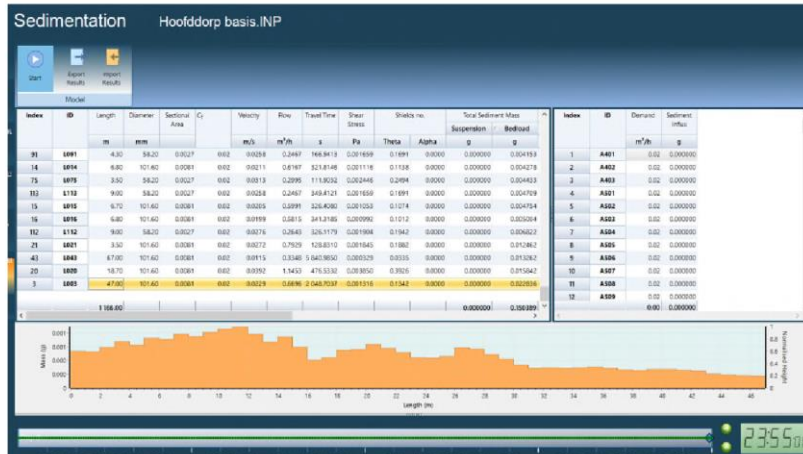 Sedimentation Hoofddorp basis.INP
Start Export Results Import Results
Model
Index ID Length Diameter Sectional Area Velocity Flow Travel Time Shear Stress Shields no. Total Sediment Mass
Theta Alpha Suspension Bedload
m mm m/s m³/h s Pa g g
91 L091 4.30 58.20 0.0027 0.02 0.0258 0.2467 0.001659 0.1691 0.0000 0.000000 0.004193
14 L014 6.80 101.60 0.0081 0.02 0.0211 0.6167 321.8146 0.001116 0.1138 0.0000 0.000000 0.004278
75 L075 3.50 58.20 0.0027 0.02 0.0313 0.2995 0.002446 0.2494 0.0000 0.000000 0.004433
113 L113 9.00 58.20 0.0027 0.02 0.0258 0.2467 349.4121 0.001659 0.1691 0.0000 0.000000 0.004709
15 L015 6.70 101.60 0.0081 0.02 0.0205 0.5991 326.4080 0.001053 0.1074 0.0000 0.000000 0.004754
16 L016 6.80 101.60 0.0081 0.02 0.0199 0.5815 341.3185 0.000992 0.1012 0.0000 0.000000 0.005004
112 L112 9.00 58.20 0.0027 0.02 0.0276 0.2643 326.1179 0.001904 0.1942 0.0000 0.000000 0.006822
21 L021 3.50 101.60 0.0081 0.02 0.0272 0.7929 128.8310 0.001845 0.1882 0.0000 0.000000 0.012462
43 L043 67.00 101.60 0.0081 0.02 0.0115 0.3348 5 840.9850 0.000329 0.0335 0.0000 0.000000 0.013262
20 L020 18.70 101.60 0.0081 0.02 0.0392 1.1453 476.5332 0.003850 0.3926 0.0000 0.000000 0.015842
3 L003 47.00 101.60 0.0081 0.02 0.0229 0.6696 2 048.7037 0.001316 0.1342 0.0000 0.000000 0.022836
1 168.00 0.000000 0.150389
Index ID Demand Sediment Influx
m³/h g
1 A401 0.02 0.000000
2 A402 0.02 0.000000
3 A403 0.02 0.000000
4 A501 0.02 0.000000
5 A502 0.02 0.000000
6 A503 0.02 0.000000
7 A504 0.02 0.000000
8 A505 0.02 0.000000
9 A506 0.02 0.000000
10 A507 0.02 0.000000
11 A508 0.02 0.000000
12 A509 0.02 0.000000
0.00 0.000000
Mass (g)
0.001
0.001
0.000
0.000
0
0 2 4 6 8 10 12 14 16 18 20 22 24 26 28 30 32 34 36 38 40 42 44 46
Length (m)
1
0.8
0.6
0.4
0.2
0
Normalised Height
23:55